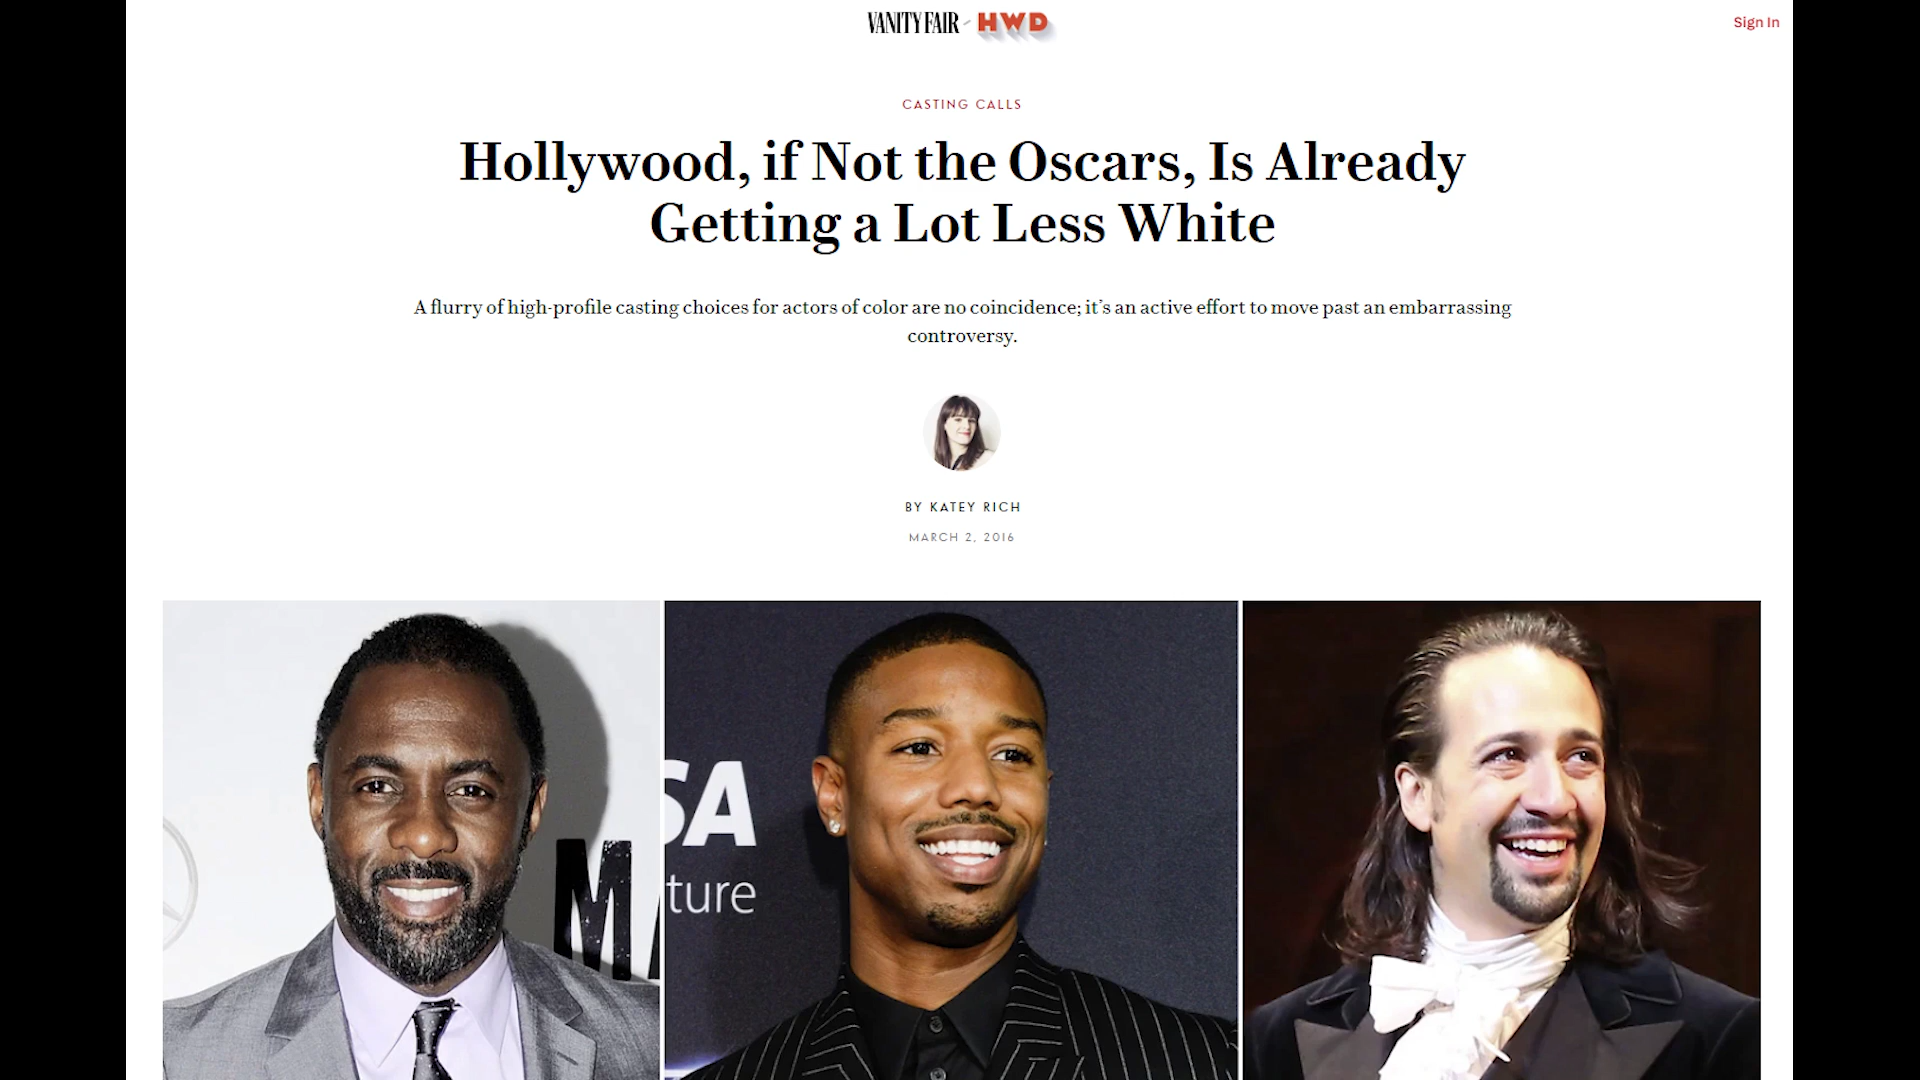 VANITY FAIR HWD
Sign In
CASTING CALLS
Hollywood, if Not the Oscars, Is Already
Getting a Lot Less White
A flurry of high-profile casting choices for actors of color are no coincidence; it’s an active effort to move past an embarrassing
controversy.
BY KATEY RICH
MARCH 2, 2016
SA
ture
MA